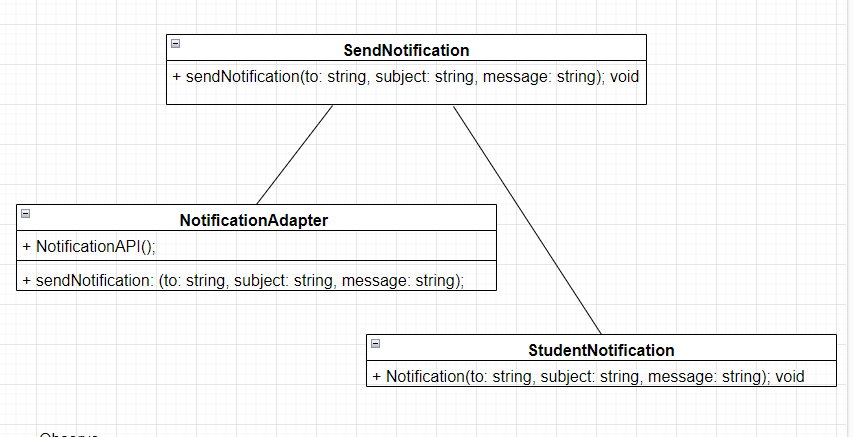 SendNotification
+ sendNotification(to: string, subject: string, message: string); void
NotificationAdapter
+ NotificationAPI();
+ sendNotification: (to: string, subject: string, message: string);
StudentNotification
+ Notification(to: string, subject: string, message: string); void
Observe